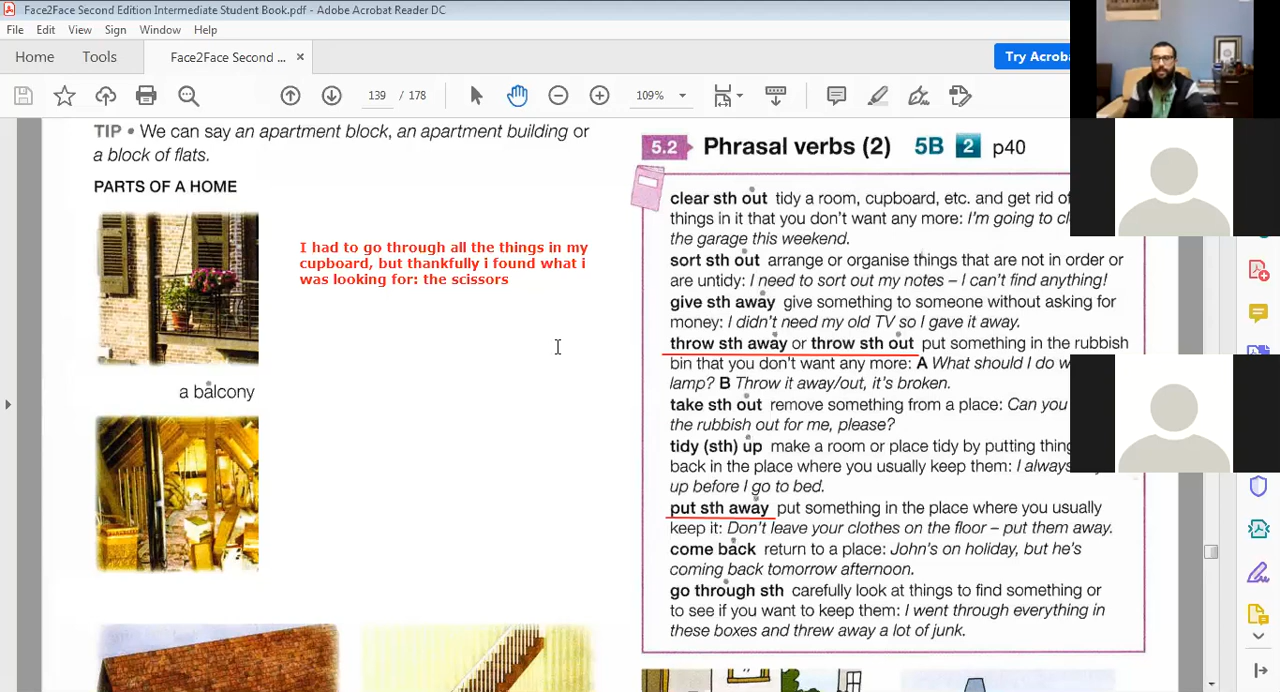 Face2Face Second Edition Intermediate Student Book.pdf - Adobe Acrobat Reader DC
File Edit View Sign Window Help
Home Tools Face2Face Second ... × Try Acroba
139 / 178 109%
TIP • We can say an apartment block, an apartment building or
a block of flats.
PARTS OF A HOME
I had to go through all the things in my
cupboard, but thankfully i found what i
was looking for: the scissors
a balcony
5.2 Phrasal verbs (2) 5B 2 p40
clear sth out tidy a room, cupboard, etc. and get rid of
things in it that you don't want any more: I'm going to cl
the garage this weekend.
sort sth out arrange or organise things that are not in order or
are untidy: I need to sort out my notes – I can't find anything!
give sth away give something to someone without asking for
money: I didn't need my old TV so I gave it away.
throw sth away or throw sth out put something in the rubbish
bin that you don't want any more: A What should I do w
lamp? B Throw it away/out, it's broken.
take sth out remove something from a place: Can you
the rubbish out for me, please?
tidy (sth) up make a room or place tidy by putting thing
back in the place where you usually keep them: I always
up before I go to bed.
put sth away put something in the place where you usually
keep it: Don't leave your clothes on the floor – put them away.
come back return to a place: John's on holiday, but he's
coming back tomorrow afternoon.
go through sth carefully look at things to find something or
to see if you want to keep them: I went through everything in
these boxes and threw away a lot of junk.